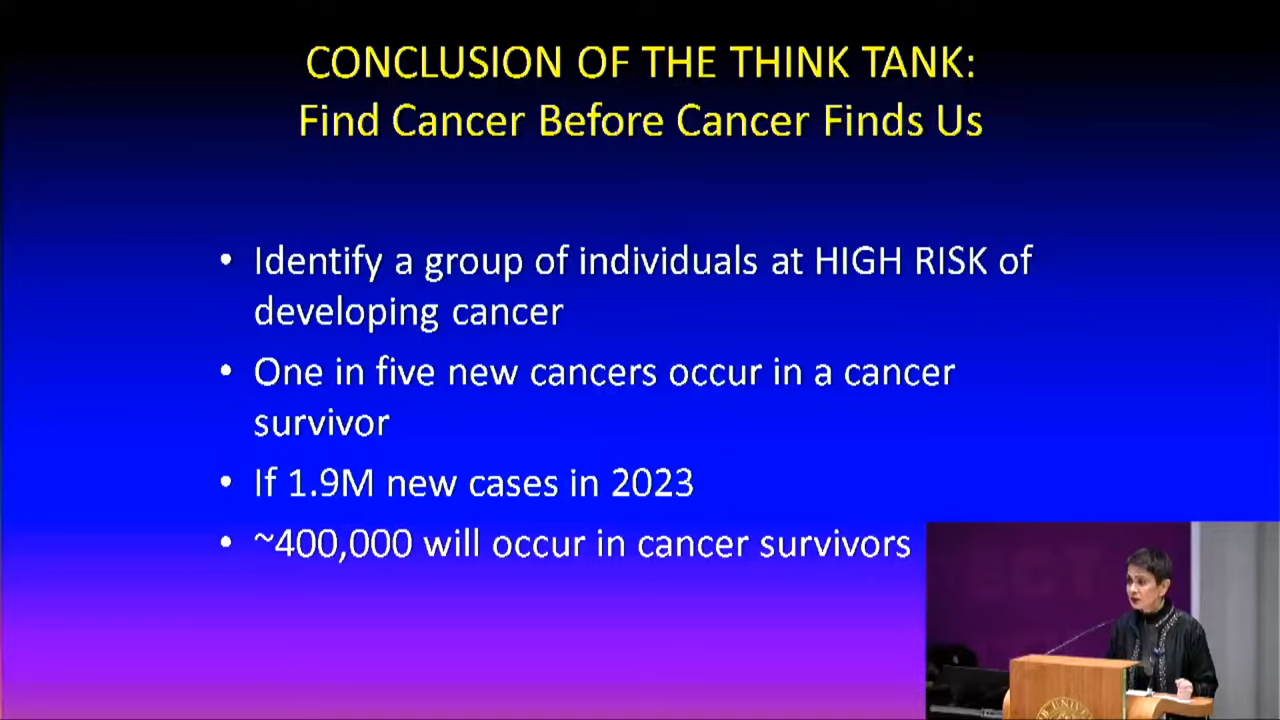 CONCLUSION OF THE THINK TANK:
Find Cancer Before Cancer Finds Us
• Identify a group of individuals at HIGH RISK of
developing cancer
• One in five new cancers occur in a cancer
survivor
• If 1.9M new cases in 2023
• ~400,000 will occur in cancer survivors
ECT